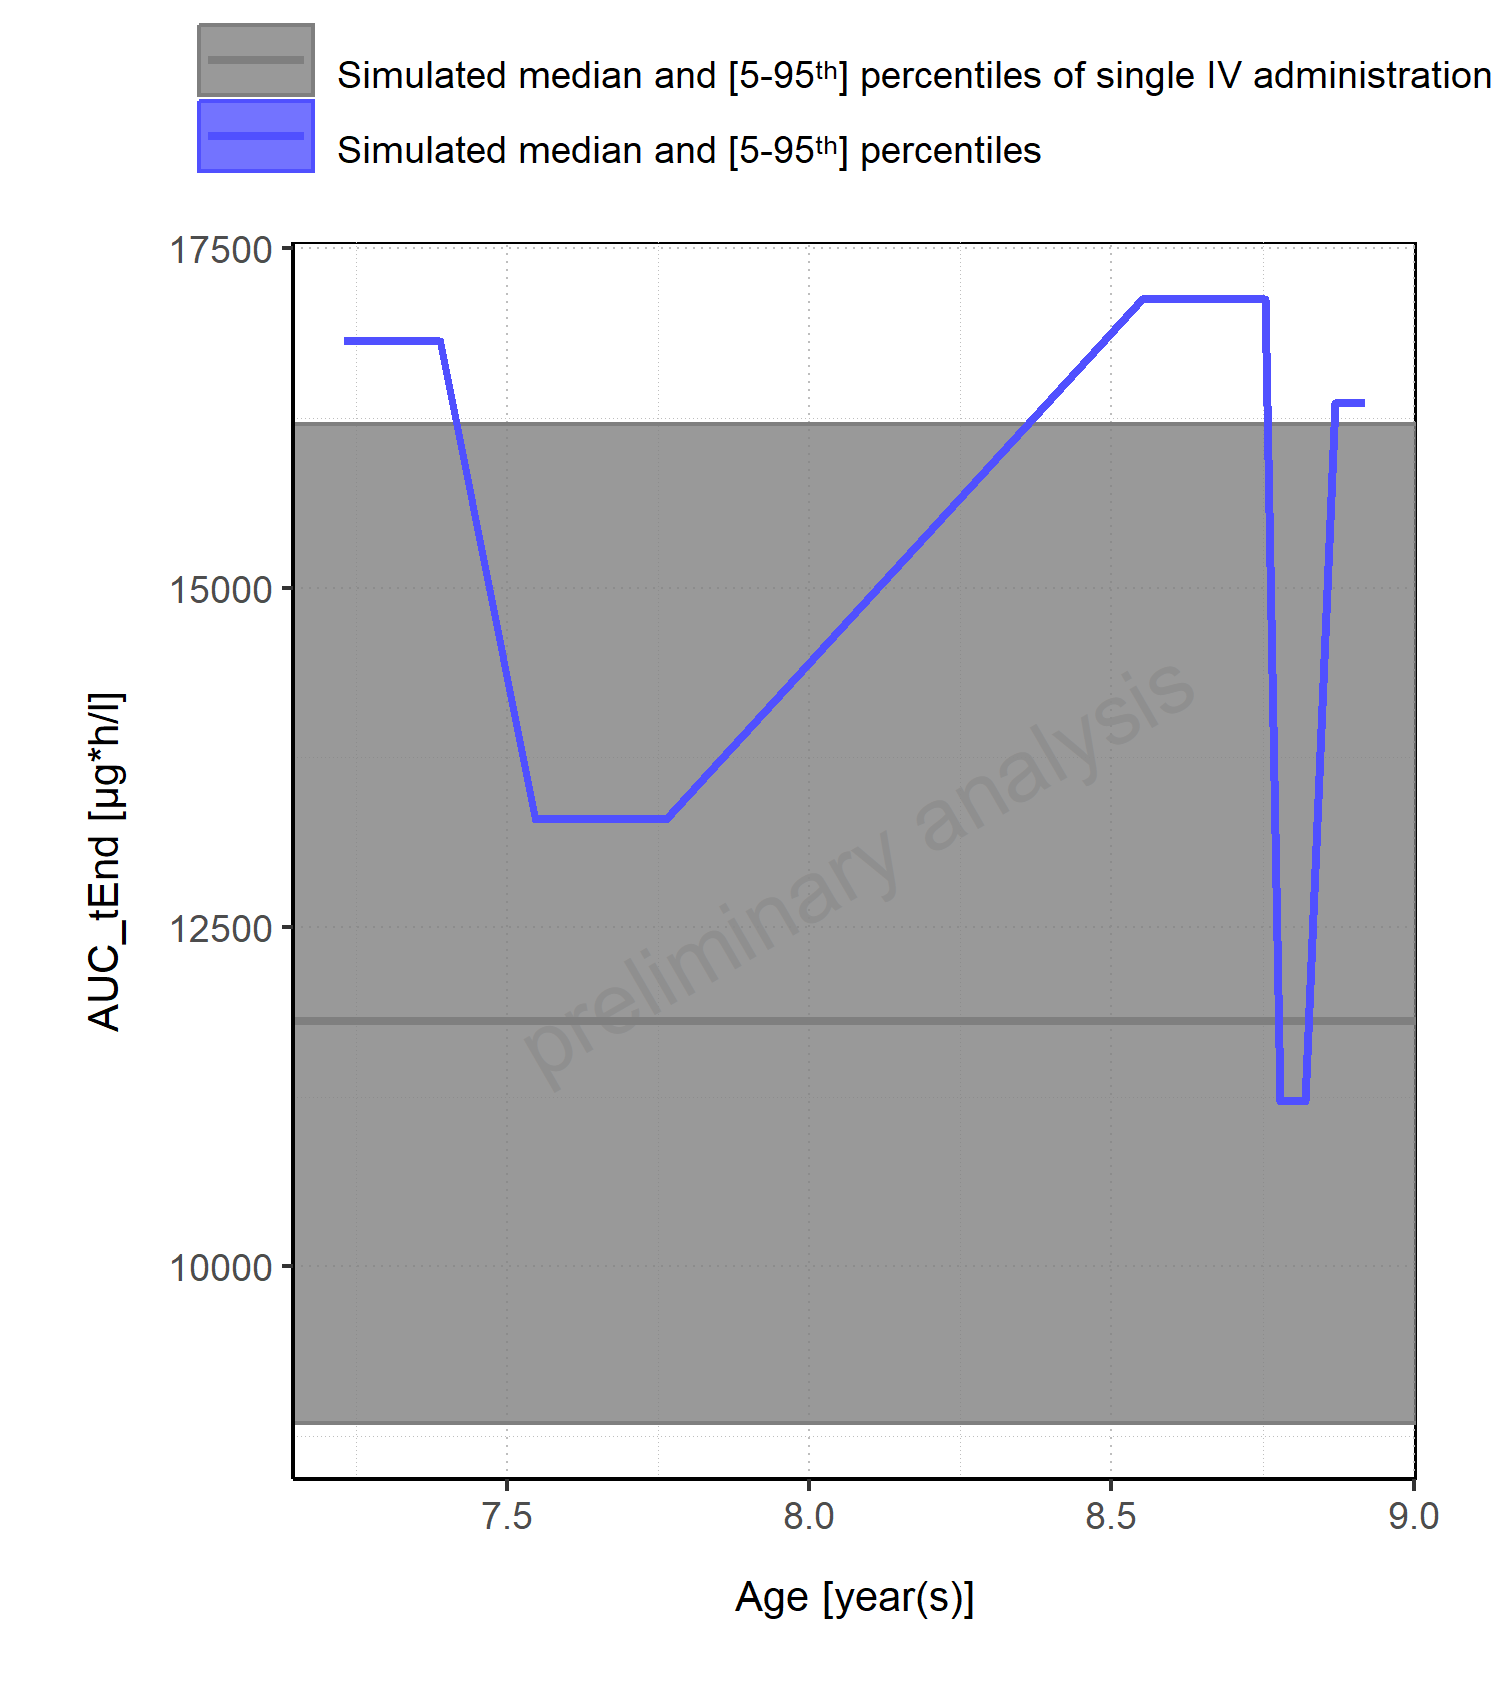 Simulated median and [5-95th] percentiles of single IV administration
Simulated median and [5-95th] percentiles
17500
15000
12500
10000
AUC_tEnd [µg*h/l]
preliminary analysis
7.5 8.0 8.5 9.0
Age [year(s)]